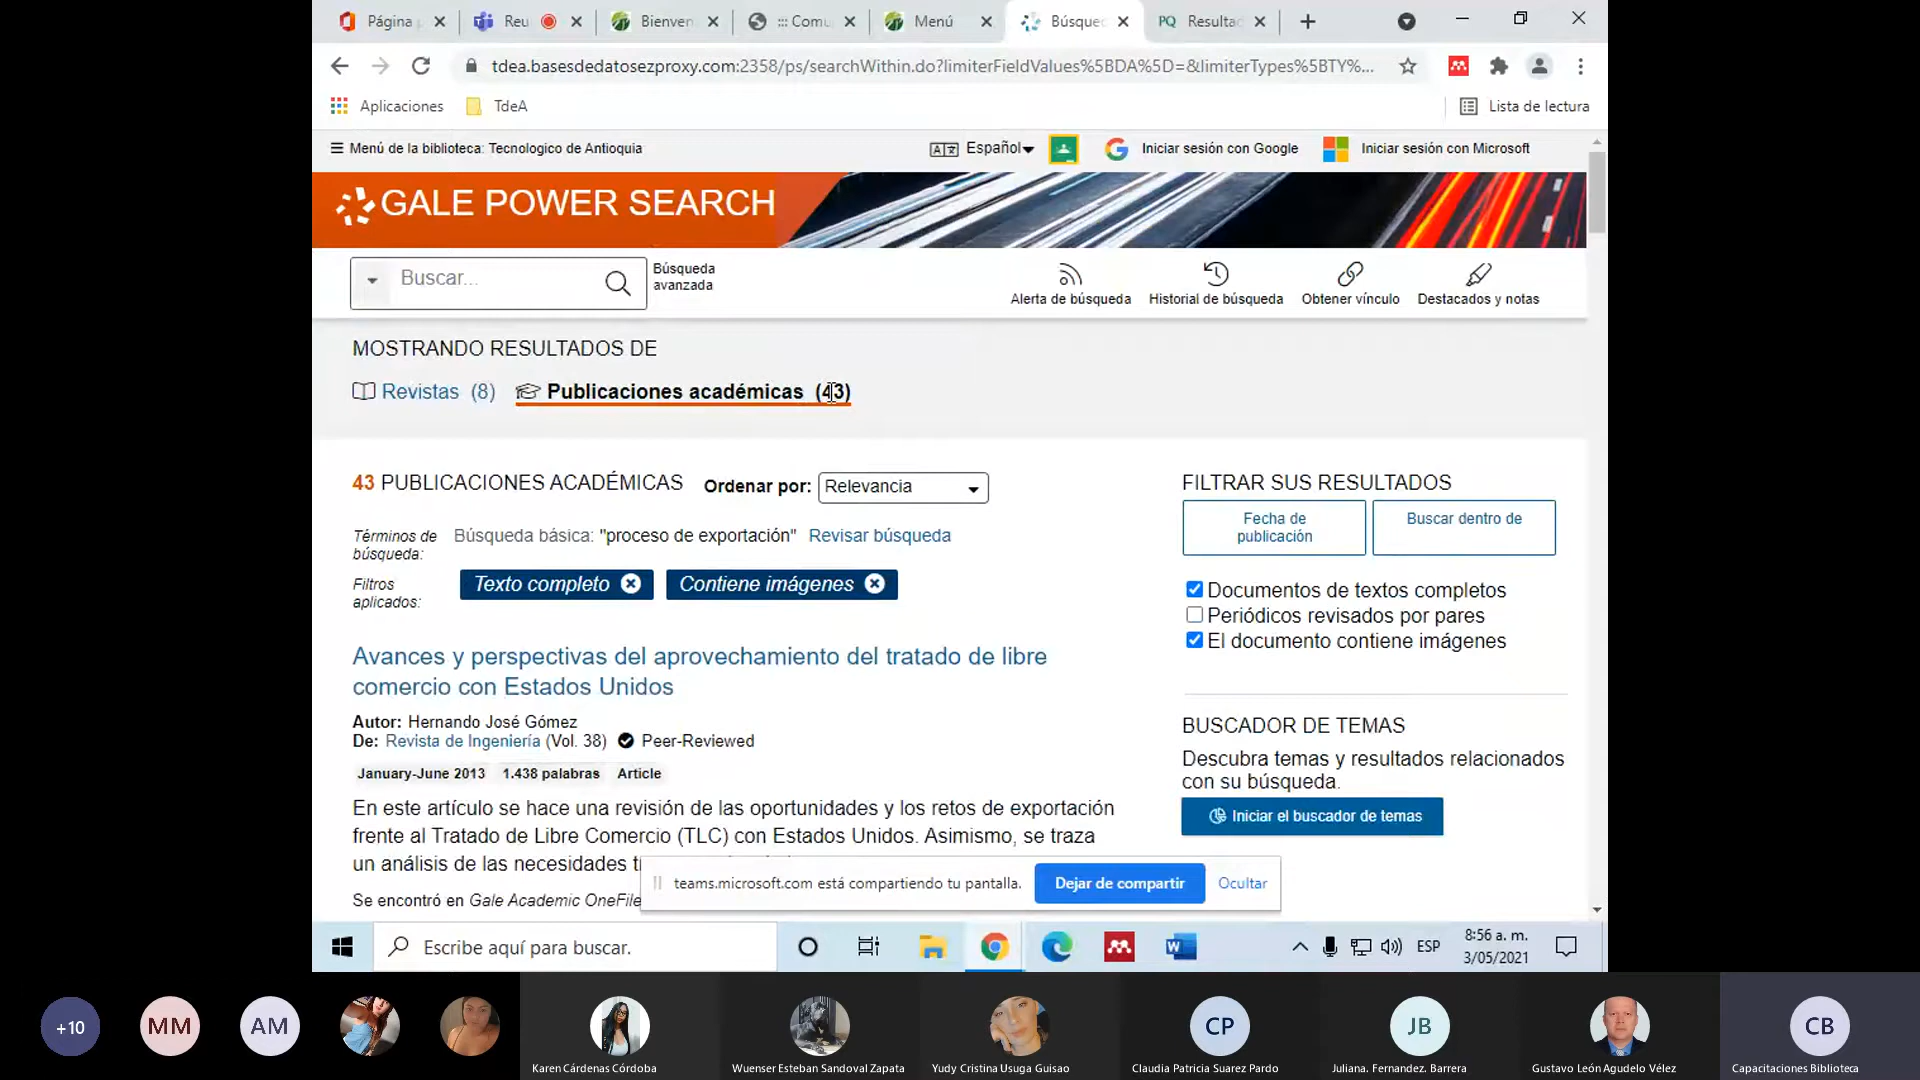 Página p
Reu
Bienven
::: Comu
Menú
Búsqued
PQ Resultad
tdea.basesdedatosezproxy.com:2358/ps/searchWithin.do?limiterFieldValues%5BDA%5D=&limiterTypes%5BTY%...
Aplicaciones
TdeA
Lista de lectura
Menú de la biblioteca: Tecnologico de Antioquia
Español
Iniciar sesión con Google
Iniciar sesión con Microsoft
GALE POWER SEARCH
Buscar...
Búsqueda
avanzada
Alerta de búsqueda
Historial de búsqueda
Obtener vínculo
Destacados y notas
MOSTRANDO RESULTADOS DE
Revistas (8)
Publicaciones académicas (43)
43 PUBLICACIONES ACADÉMICAS
Ordenar por: Relevancia
Términos de
búsqueda:
Búsqueda básica: "proceso de exportación" Revisar búsqueda
Filtros
aplicados:
Texto completo
Contiene imágenes
Avances y perspectivas del aprovechamiento del tratado de libre
comercio con Estados Unidos
Autor: Hernando José Gómez
De: Revista de Ingeniería (Vol. 38) Peer-Reviewed
January-June 2013 1.438 palabras Article
En este artículo se hace una revisión de las oportunidades y los retos de exportación
frente al Tratado de Libre Comercio (TLC) con Estados Unidos. Asimismo, se traza
un análisis de las necesidades
Se encontró en Gale Academic OneFile
FILTRAR SUS RESULTADOS
Fecha de
publicación
Buscar dentro de
Documentos de textos completos
Periódicos revisados por pares
El documento contiene imágenes
BUSCADOR DE TEMAS
Descubra temas y resultados relacionados
con su búsqueda.
Iniciar el buscador de temas
teams.microsoft.com está compartiendo tu pantalla.
Dejar de compartir
Ocultar
Escribe aquí para buscar.
ESP
8:56 a. m.
3/05/2021
+10
MM
AM
CP
JB
CB
Karen Cárdenas Córdoba
Wuenser Esteban Sandoval Zapata
Yudy Cristina Usuga Guisao
Claudia Patricia Suarez Pardo
Juliana. Fernandez. Barrera
Gustavo León Agudelo Vélez
Capacitaciones Biblioteca